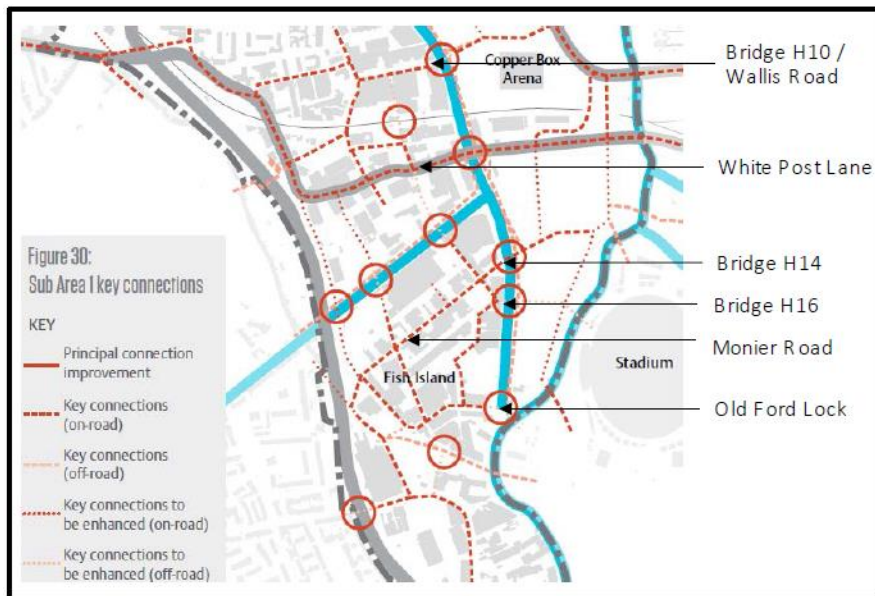 Copper Box
Arena
Bridge H10 /
Wallis Road
White Post Lane
Bridge H14
Bridge H16
Monier Road
Fish Island
Stadium
Old Ford Lock
Figure 30:
Sub Area 1 key connections
KEY
Principal connection
improvement
Key connections
(on-road)
Key connections
(off-road)
Key connections to
be enhanced (on-road)
Key connections to
be enhanced (off-road)